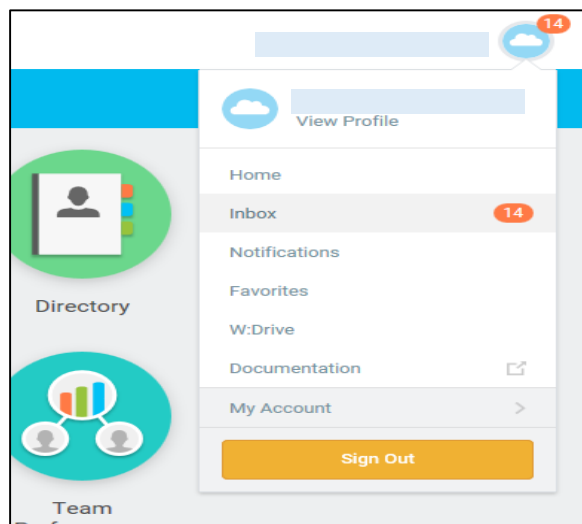 14
View Profile
Home
Inbox 14
Notifications
Favorites
W:Drive
Documentation
My Account
Sign Out
Directory
Team